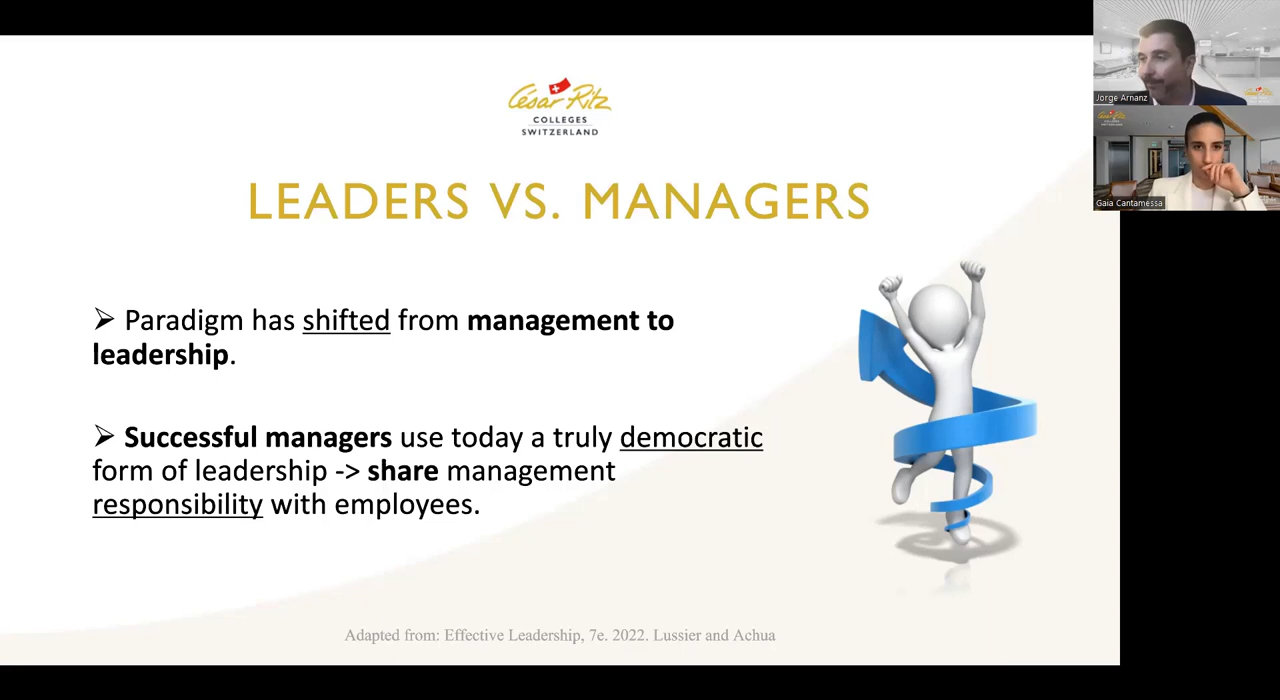 César Ritz
COLLEGES
SWITZERLAND
LEADERS VS. MANAGERS
➢ Paradigm has shifted from management to
leadership.
➢ Successful managers use today a truly democratic
form of leadership -> share management
responsibility with employees.
Adapted from: Effective Leadership, 7e. 2022. Lussier and Achua
Jorge Arnanz
Gaia Cantamessa